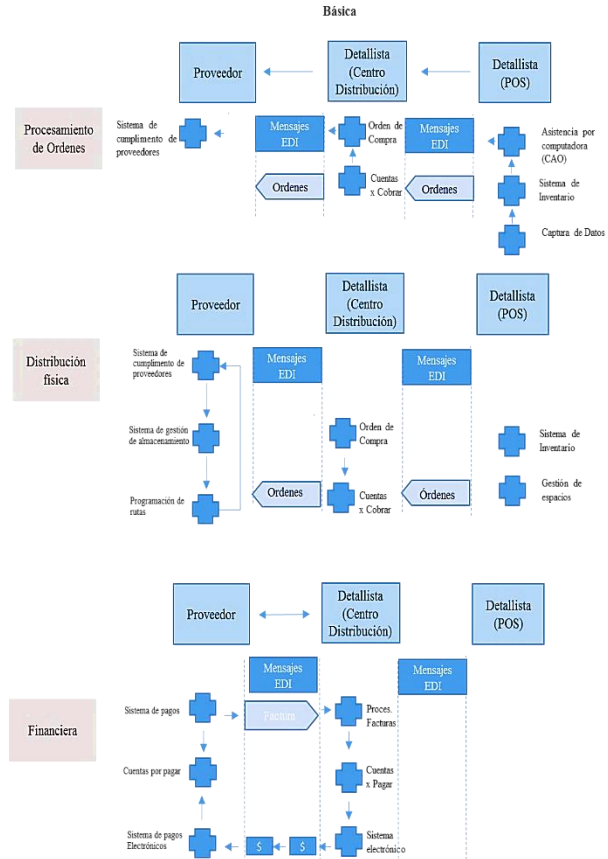 Básica
Proveedor
Detallista
(Centro
Distribución)
Detallista
(POS)
Procesamiento
de Ordenes
Sistema de
cumplimento de
proveedores
Mensajes
EDI
Ordenes
Orden de
Compra
Cuentas
x Cobrar
Mensajes
EDI
Ordenes
Asistencia por
computadora
(CAO)
Sistema de
Inventario
Captura de Datos
Proveedor
Detallista
(Centro
Distribución)
Detallista
(POS)
Distribución
física
Sistema de
cumplimento de
proveedores
Sistema de gestión
de almacenamiento
Programación de
rutas
Mensajes
EDI
Ordenes
Orden de
Compra
Cuentas
x Cobrar
Mensajes
EDI
Órdenes
Sistema de
Inventario
Gestión de
espacios
Proveedor
Detallista
(Centro
Distribución)
Detallista
(POS)
Financiera
Sistema de pagos
Cuentas por pagar
Sistema de pagos
Electrónicos
Mensajes
EDI
Factura
$
$
Proces.
Facturas
Cuentas
x Pagar
Sistema
electrónico
Mensajes
EDI